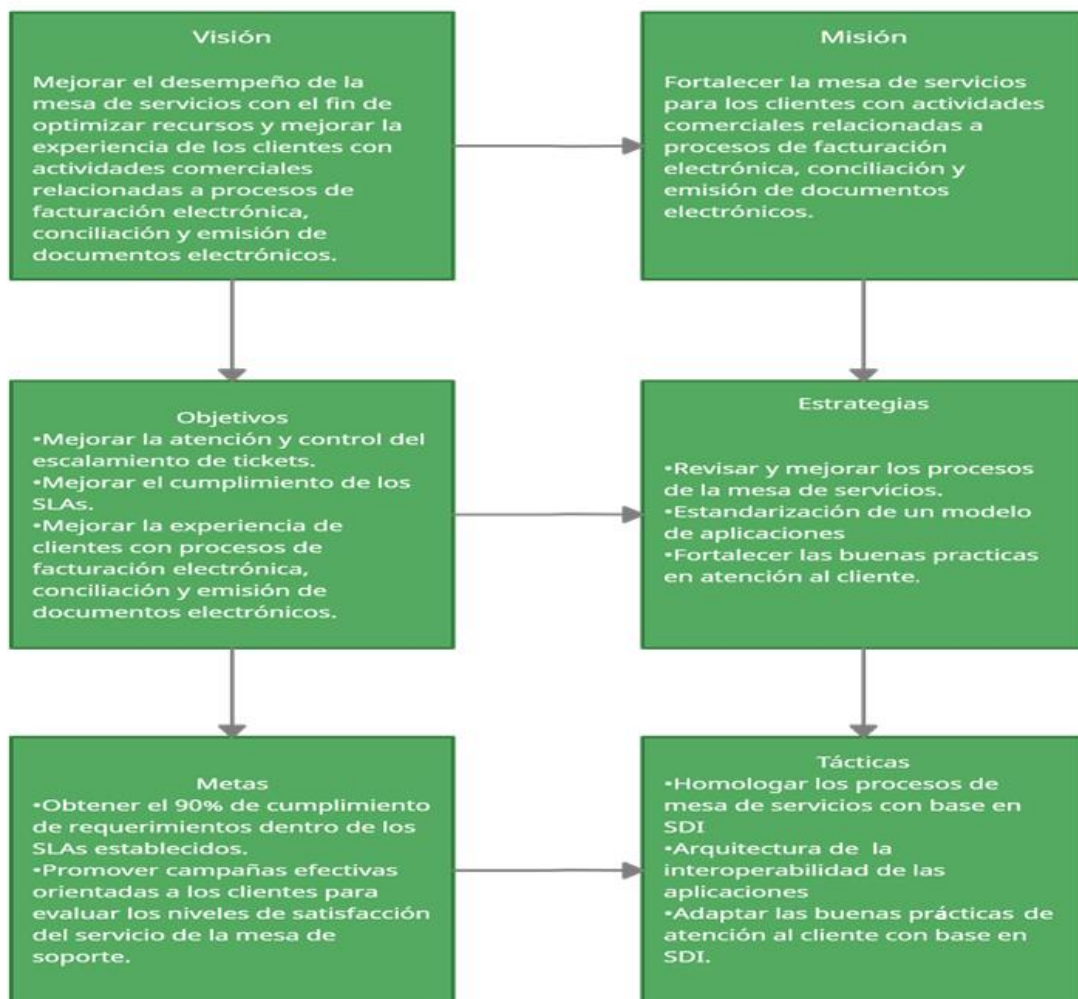 Visión
Mejorar el desempeño de la
mesa de servicios con el fin de
optimizar recursos y mejorar la
experiencia de los clientes con
actividades comerciales
relacionadas a procesos de
facturación electrónica,
conciliación y emisión de
documentos electrónicos.
Misión
Fortalecer la mesa de servicios
para los clientes con actividades
comerciales relacionadas a
procesos de facturación
electrónica, conciliación y
emisión de documentos
electrónicos.
Objetivos
•Mejorar la atención y control del
escalamiento de tickets.
•Mejorar el cumplimiento de los
SLAs.
•Mejorar la experiencia de
clientes con procesos de
facturación electrónica,
conciliación y emisión de
documentos electrónicos.
Estrategias
•Revisar y mejorar los procesos
de la mesa de servicios.
•Estandarización de un modelo
de aplicaciones
•Fortalecer las buenas practicas
en atención al cliente.
Metas
•Obtener el 90% de cumplimiento
de requerimientos dentro de los
SLAs establecidos.
•Promover campañas efectivas
orientadas a los clientes para
evaluar los niveles de satisfacción
del servicio de la mesa de
soporte.
Tácticas
•Homologar los procesos de
mesa de servicios con base en
SDI
•Arquitectura de la
interoperabilidad de las
aplicaciones
•Adaptar las buenas prácticas de
atención al cliente con base en
SDI.